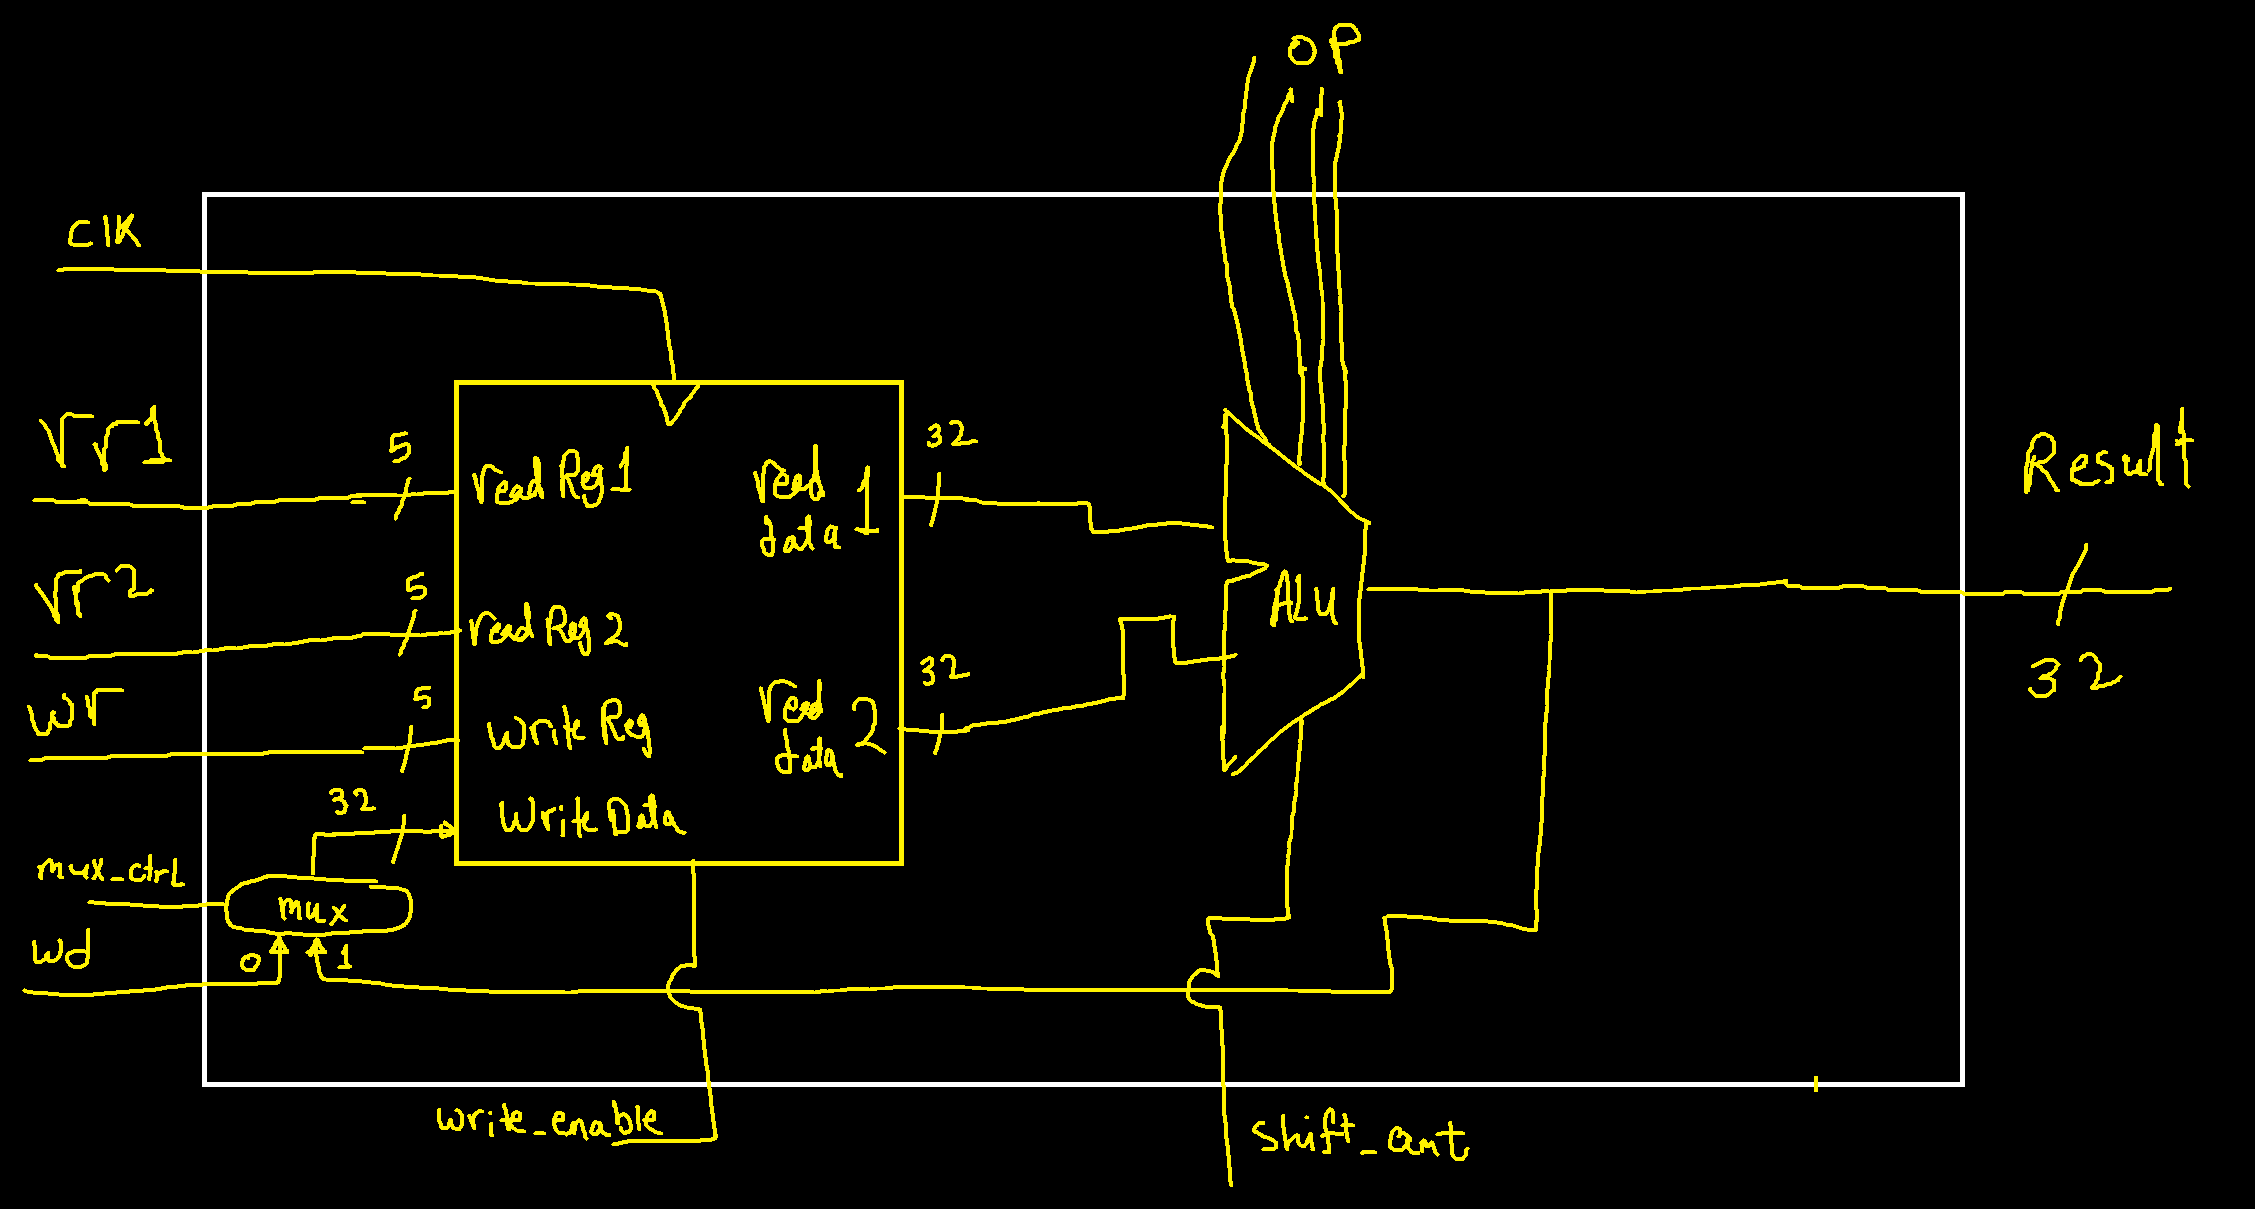 OP
clk
rr1
5
read Reg 1
read data 1
32
Result
32
rr2
5
read Reg 2
ALU
wr
5
write Reg
read data 2
32
32
write Data
mux_ctrl
mux
wd
0
1
write_enable
shift_amt